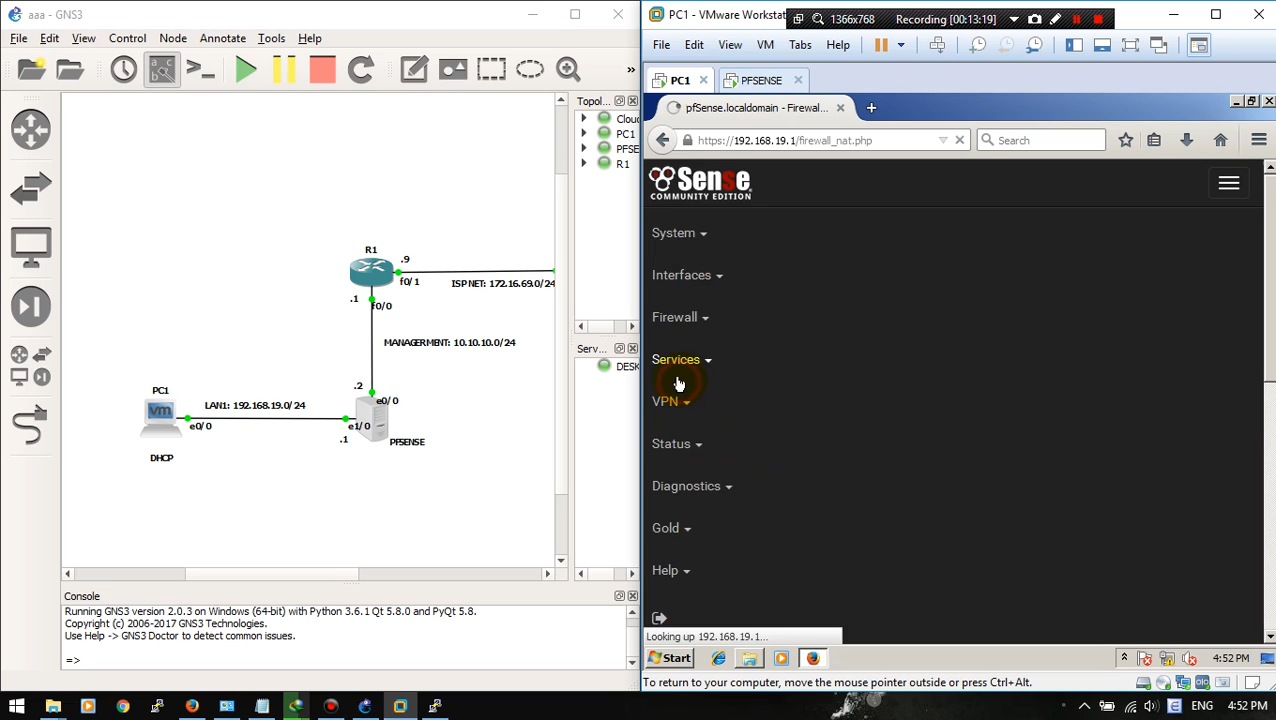 aaa - GNS3
File Edit View Control Node Annotate Tools Help
»
R1
.9
f0/1
ISP NET: 172.16.69.0/24
.1
f0/0
MANAGERMENT: 10.10.10.0/24
.2
e0/0
PC1
LAN1: 192.168.19.0/24
vm
e0/0
e1/0
.1
PFSENSE
DHCP
Topol...
Cloud
PC1
PFSE
R1
Serv...
DESK
Console
Running GNS3 version 2.0.3 on Windows (64-bit) with Python 3.6.1 Qt 5.8.0 and PyQt 5.8.
Copyright (c) 2006-2017 GNS3 Technologies.
Use Help -> GNS3 Doctor to detect common issues.
=>
PC1 - VMware Workstat
1366x768
Recording [00:13:19]
File Edit View VM Tabs Help
PC1
PFSENSE
pfSense.localdomain - Firewal...
https://192.168.19.1/firewall_nat.php
Search
Sense
COMMUNITY EDITION
System
Interfaces
Firewall
Services
VPN
Status
Diagnostics
Gold
Help
Looking up 192.168.19.1...
Start
4:52 PM
To return to your computer, move the mouse pointer outside or press Ctrl+Alt.
ENG
4:52 PM